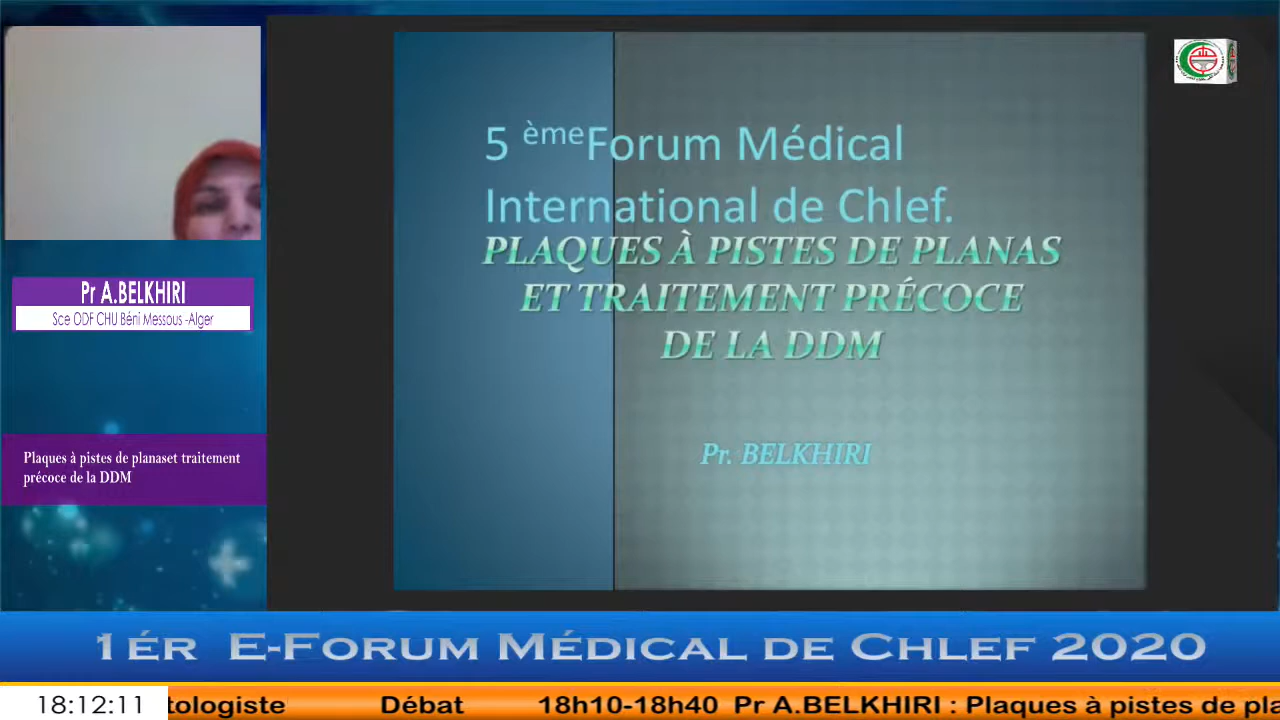 5 èmeForum Médical
International de Chlef.
PLAQUES À PISTES DE PLANAS
ET TRAITEMENT PRÉCOCE
DE LA DDM
Pr. BELKHIRI
Pr A.BELKHIRI
Sce ODF CHU Béni Messous -Alger
Plaques à pistes de planaset traitement
précoce de la DDM
1ér E-Forum Médical de Chlef 2020
18:12:11 tologiste Débat 18h10-18h40 Pr A.BELKHIRI : Plaques à pistes de pla